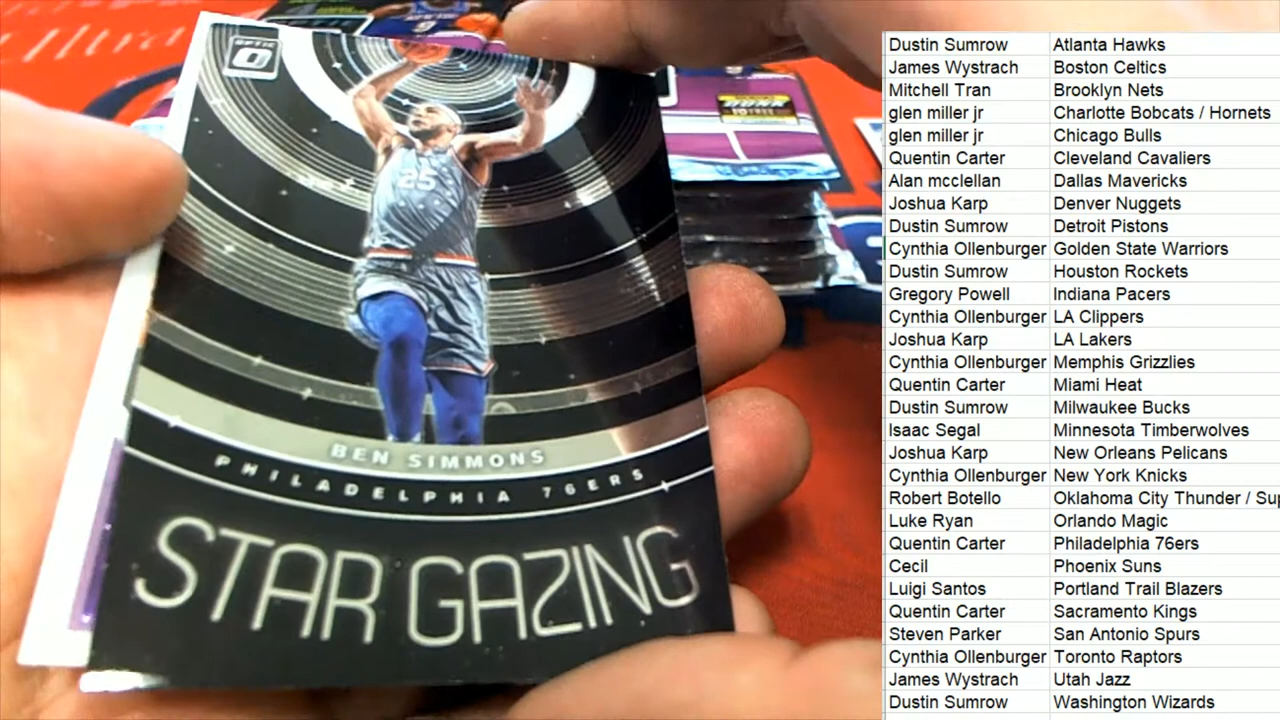 OPTIC
25
BEN SIMMONS
PHILADELPHIA 76ERS
STAR GAZING
Dustin Sumrow Atlanta Hawks
James Wystrach Boston Celtics
Mitchell Tran Brooklyn Nets
glen miller jr Charlotte Bobcats / Hornets
glen miller jr Chicago Bulls
Quentin Carter Cleveland Cavaliers
Alan mcclellan Dallas Mavericks
Joshua Karp Denver Nuggets
Dustin Sumrow Detroit Pistons
Cynthia Ollenburger Golden State Warriors
Dustin Sumrow Houston Rockets
Gregory Powell Indiana Pacers
Cynthia Ollenburger LA Clippers
Joshua Karp LA Lakers
Cynthia Ollenburger Memphis Grizzlies
Quentin Carter Miami Heat
Dustin Sumrow Milwaukee Bucks
Isaac Segal Minnesota Timberwolves
Joshua Karp New Orleans Pelicans
Cynthia Ollenburger New York Knicks
Robert Botello Oklahoma City Thunder / Su
Luke Ryan Orlando Magic
Quentin Carter Philadelphia 76ers
Cecil Phoenix Suns
Luigi Santos Portland Trail Blazers
Quentin Carter Sacramento Kings
Steven Parker San Antonio Spurs
Cynthia Ollenburger Toronto Raptors
James Wystrach Utah Jazz
Dustin Sumrow Washington Wizards